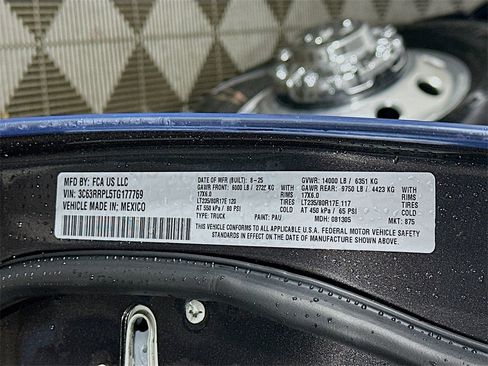 MFD BY: FCA US LLC
VIN: 3C63RRPL5TG177769
VEHICLE MADE IN: MEXICO
DATE OF MFR (BUILT): 8-25
GAWR FRONT: 6000 LB / 2722 KG
17X6.0
LT235/80R17E 120 TIRES
AT 550 kPa / 80 PSI COLD
TYPE: TRUCK PAINT: PAU
GVWR: 14000 LB / 6351 KG
GAWR REAR: 9750 LB / 4423 KG
17X6.0
LT235/80R17E 117 TIRES
AT 450 kPa / 65 PSI COLD
MDH: 081305 MKT: 875
THIS VEHICLE CONFORMS TO ALL APPLICABLE U.S.A. FEDERAL MOTOR VEHICLE SAFETY
STANDARDS IN EFFECT ON THE DATE OF MANUFACTURE SHOWN ABOVE.